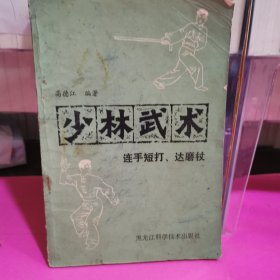 高德江 编著
少林武术
连手短打、达磨杖
黑龙江科学技术出版社